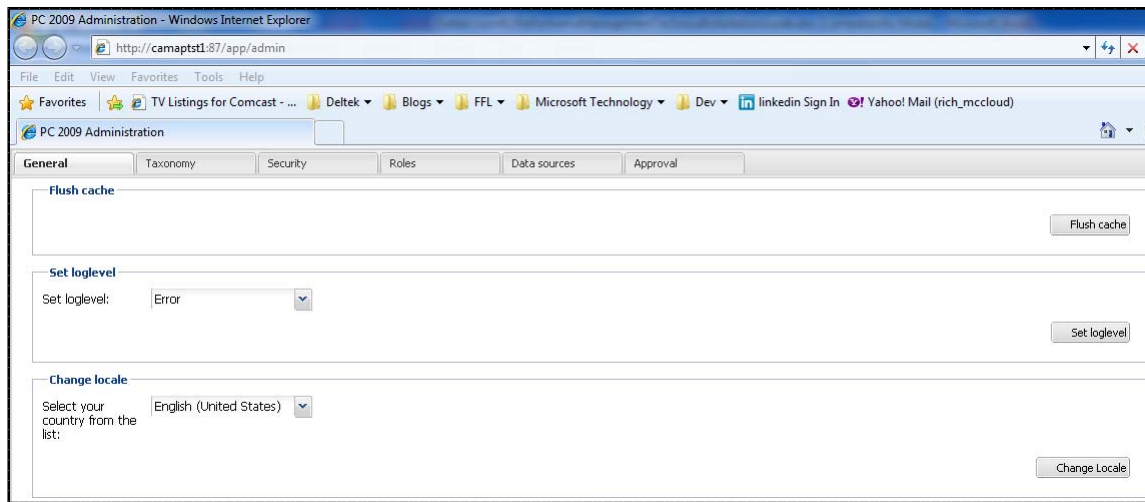 PC 2009 Administration - Windows Internet Explorer
http://camaptst1:87/app/admin
File Edit View Favorites Tools Help
Favorites TV Listings for Comcast - ... Deltek Blogs FFL Microsoft Technology Dev linkedin Sign In Yahoo! Mail (rich_mccloud)
PC 2009 Administration
General Taxonomy Security Roles Data sources Approval
Flush cache
Flush cache
Set loglevel
Set loglevel: Error
Set loglevel
Change locale
Select your English (United States)
country from the
list:
Change Locale